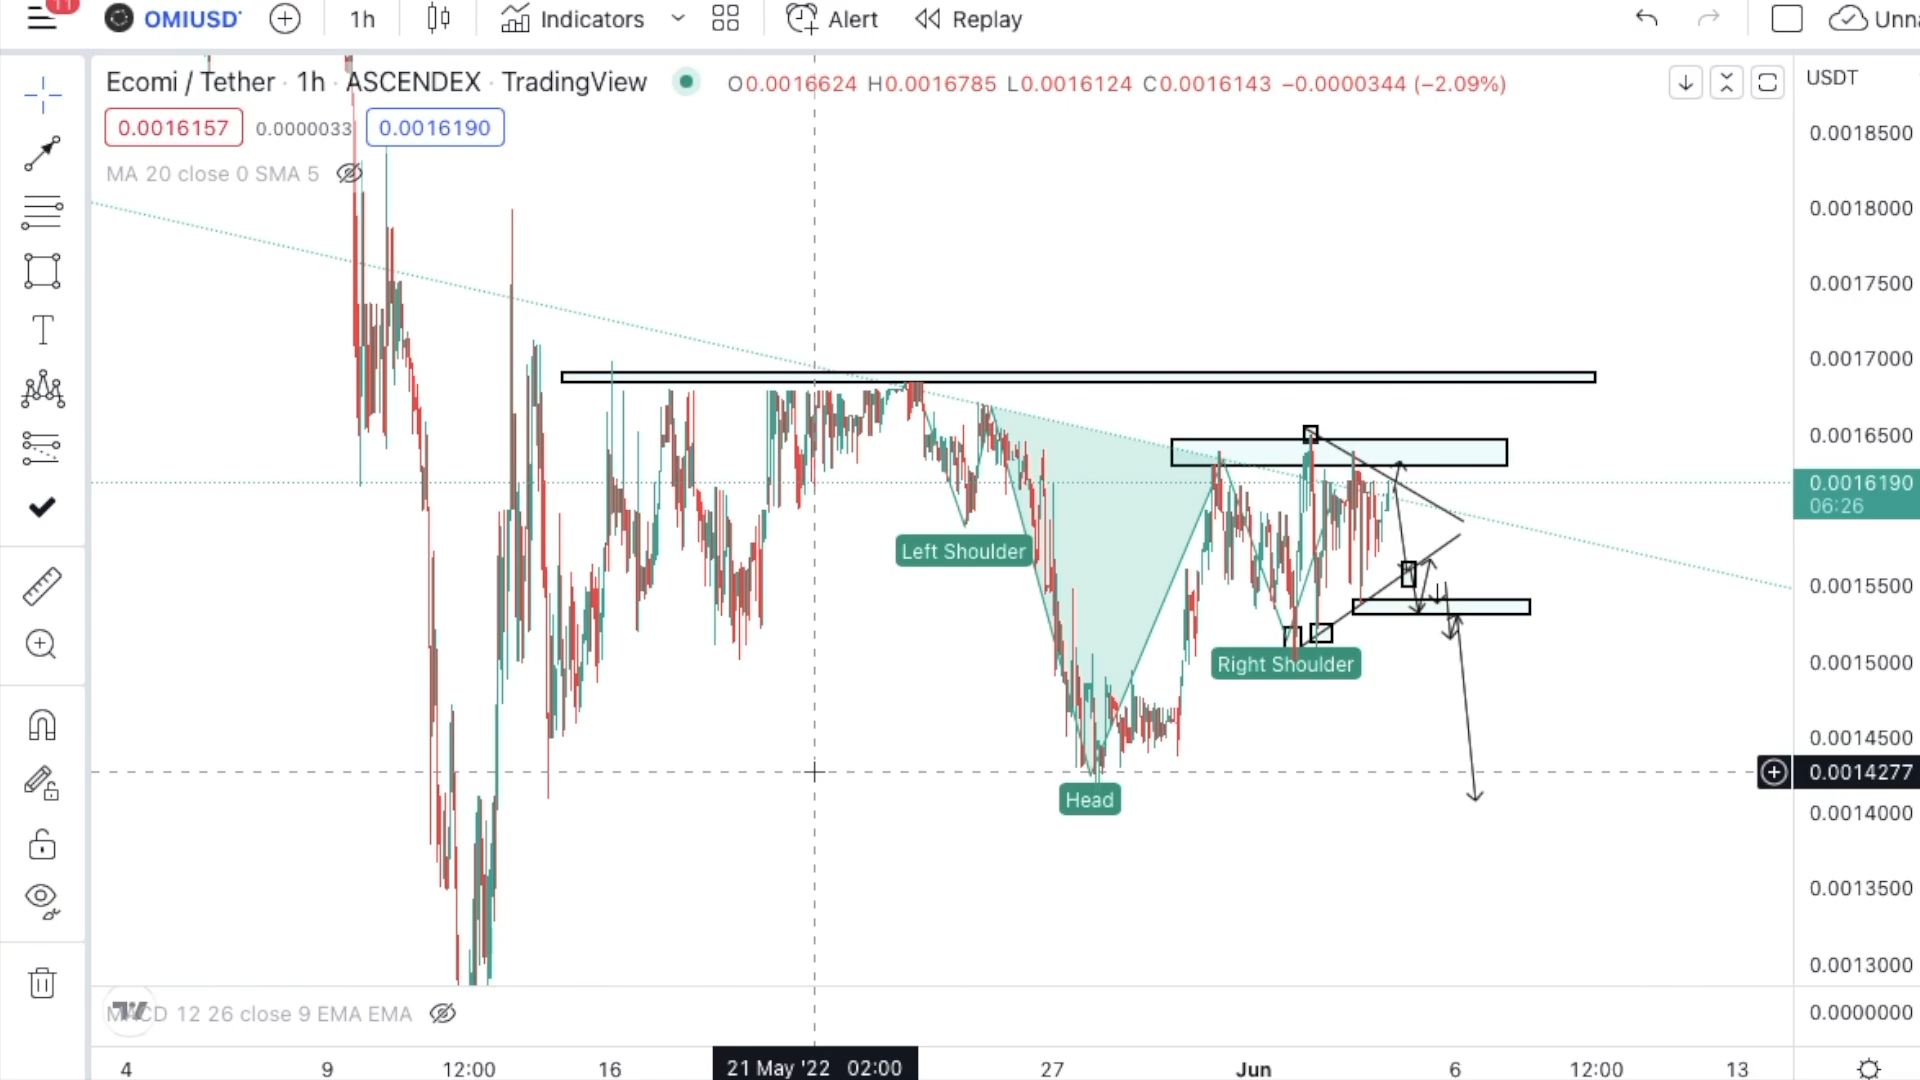 11
OMIUSDT
1h
Indicators
Alert
Replay
Unna
Ecomi / Tether · 1h · ASCENDEX · TradingView
O0.0016624 H0.0016785 L0.0016124 C0.0016143 −0.0000344 (−2.09%)
USDT
0.0016157
0.0000033
0.0016190
MA 20 close 0 SMA 5
0.0018500
0.0018000
0.0017500
0.0017000
0.0016500
0.0016190
06:26
0.0015500
0.0015000
0.0014500
0.0014277
0.0014000
0.0013500
0.0013000
0.0000000
Left Shoulder
Right Shoulder
Head
MACD 12 26 close 9 EMA EMA
4
9
12:00
16
21 May '22 02:00
27
Jun
6
12:00
13